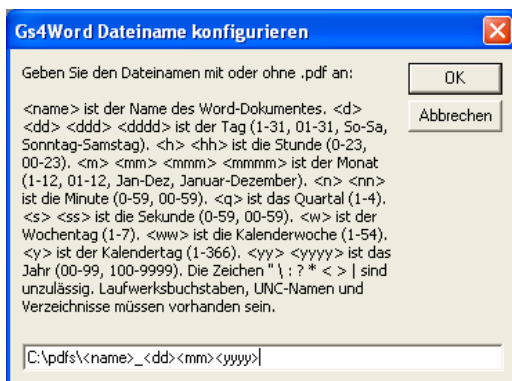 Gs4Word Dateiname konfigurieren
Geben Sie den Dateinamen mit oder ohne .pdf an:
OK
Abbrechen
<name> ist der Name des Word-Dokumentes. <d>
<dd> <ddd> <dddd> ist der Tag (1-31, 01-31, So-Sa,
Sonntag-Samstag). <h> <hh> ist die Stunde (0-23,
00-23). <m> <mm> <mmm> <mmmm> ist der Monat
(1-12, 01-12, Jan-Dez, Januar-Dezember). <n> <nn>
ist die Minute (0-59, 00-59). <q> ist das Quartal (1-4).
<s> <ss> ist die Sekunde (0-59, 00-59). <w> ist der
Wochentag (1-7). <ww> ist die Kalenderwoche (1-54).
<y> ist der Kalendertag (1-366). <yy> <yyyy> ist das
Jahr (00-99, 100-9999). Die Zeichen " \ : ? * < > | sind
unzulässig. Laufwerksbuchstaben, UNC-Namen und
Verzeichnisse müssen vorhanden sein.
C:\pdfs\<name>_<dd><mm><yyyy>